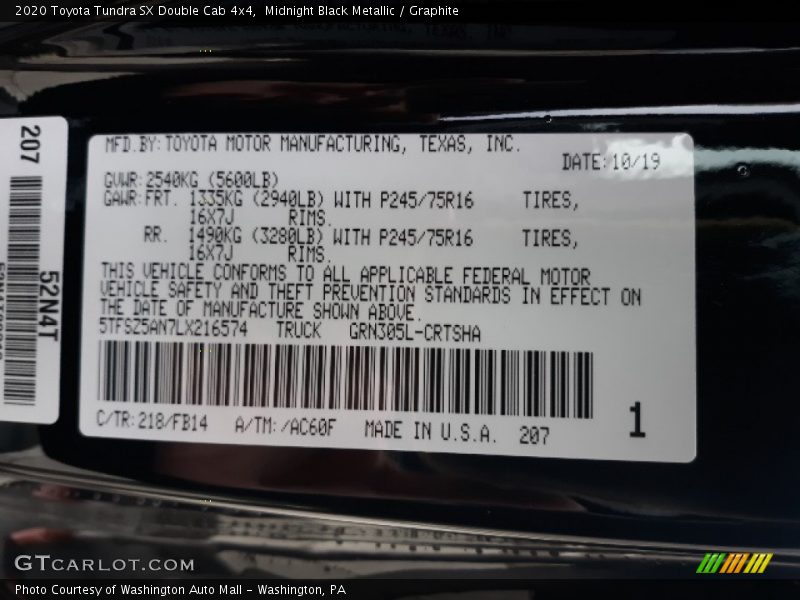 2020 Toyota Tundra SX Double Cab 4x4,  Midnight Black Metallic / Graphite
207
52N4T
MFD.BY:TOYOTA MOTOR MANUFACTURING, TEXAS, INC.
DATE:10/19
GVWR:2540KG (5600LB)
GAWR:FRT. 1335KG (2940LB) WITH P245/75R16 TIRES,
16X7J RIMS.
RR. 1490KG (3280LB) WITH P245/75R16 TIRES,
16X7J RIMS.
THIS VEHICLE CONFORMS TO ALL APPLICABLE FEDERAL MOTOR
VEHICLE SAFETY AND THEFT PREVENTION STANDARDS IN EFFECT ON
THE DATE OF MANUFACTURE SHOWN ABOVE.
5TFSZ5AN7LX216574 TRUCK GRN305L-CRTSHA
C/TR:218/FB14 A/TM:/AC60F MADE IN U.S.A. 207
1
GTCARLOT.COM
Photo Courtesy of Washington Auto Mall - Washington, PA